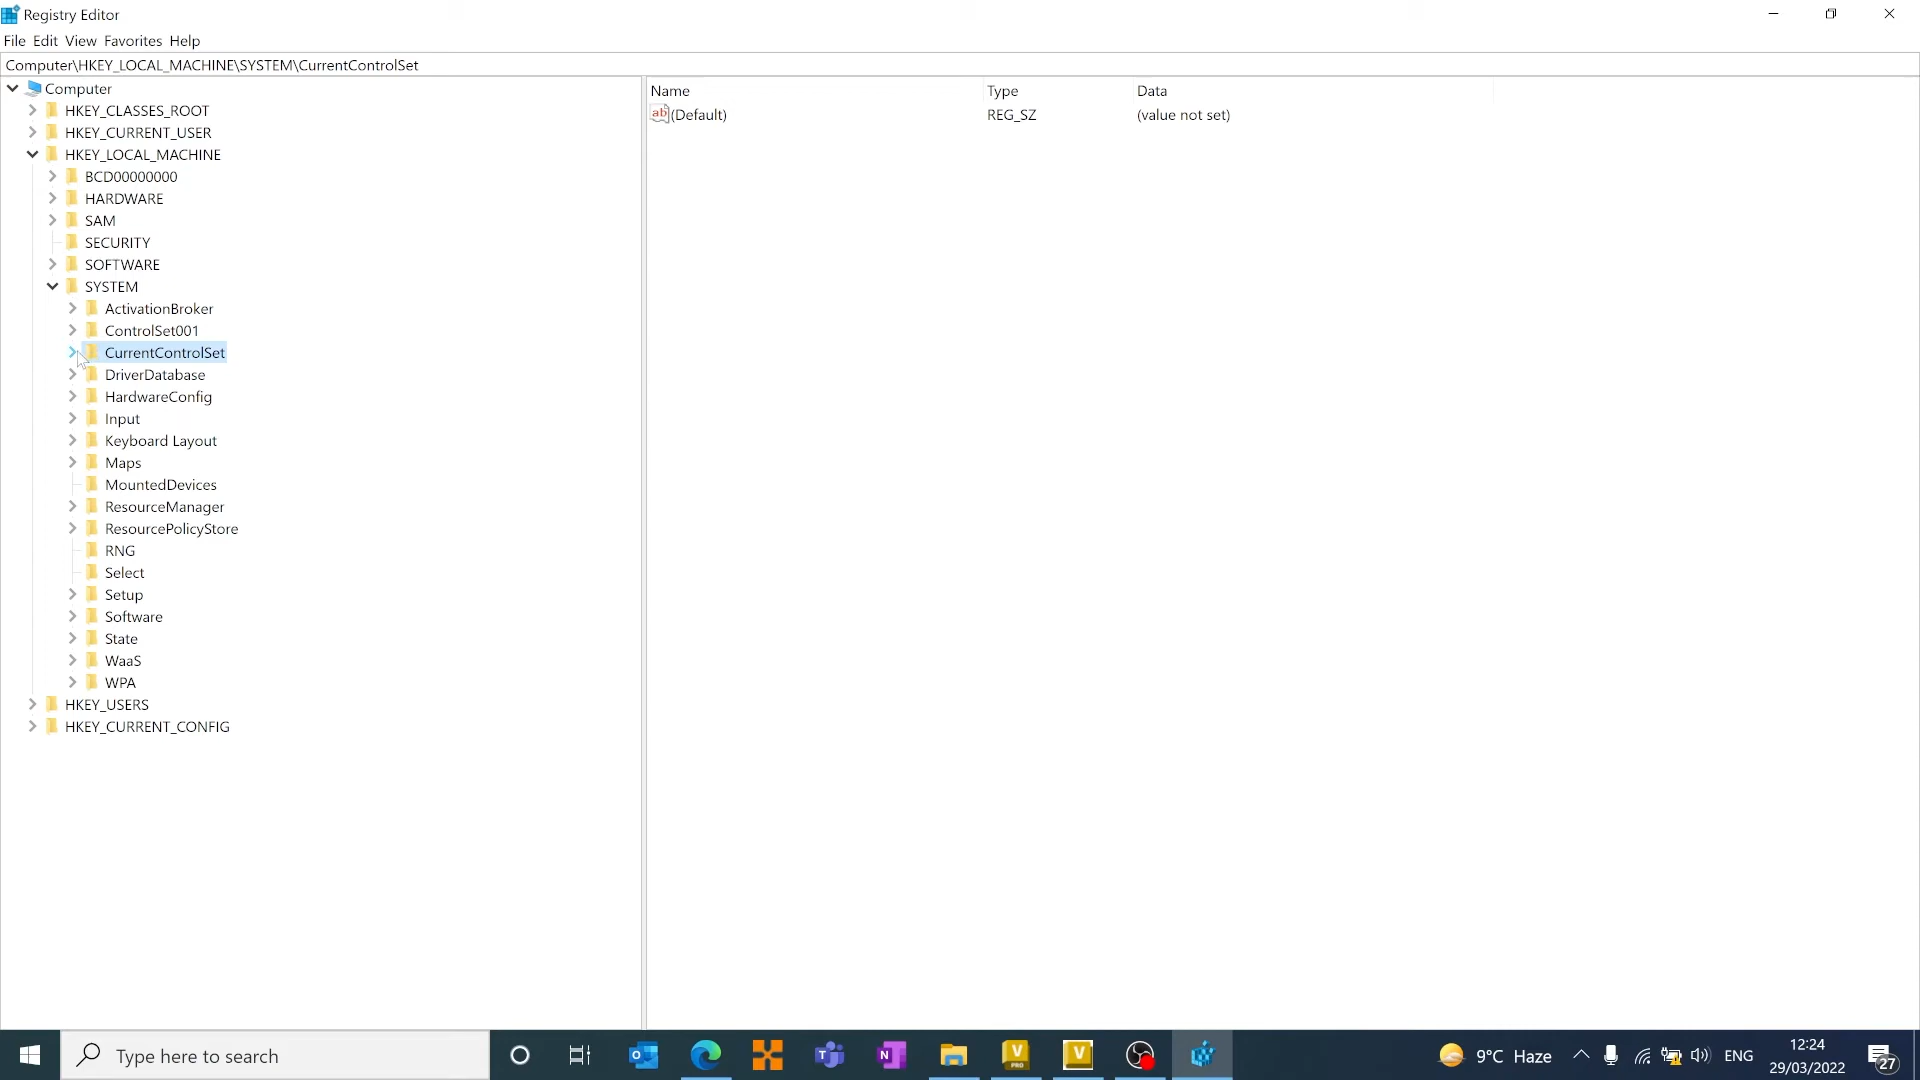 Registry Editor
File Edit View Favorites Help
Computer\HKEY_LOCAL_MACHINE\SYSTEM\CurrentControlSet
Computer
HKEY_CLASSES_ROOT
HKEY_CURRENT_USER
HKEY_LOCAL_MACHINE
BCD00000000
HARDWARE
SAM
SECURITY
SOFTWARE
SYSTEM
ActivationBroker
ControlSet001
CurrentControlSet
DriverDatabase
HardwareConfig
Input
Keyboard Layout
Maps
MountedDevices
ResourceManager
ResourcePolicyStore
RNG
Select
Setup
Software
State
WaaS
WPA
HKEY_USERS
HKEY_CURRENT_CONFIG
Name Type Data
ab (Default) REG_SZ (value not set)
Type here to search
O
T
N
V
PRO
V
9°C Haze
ENG
12:24
29/03/2022
27